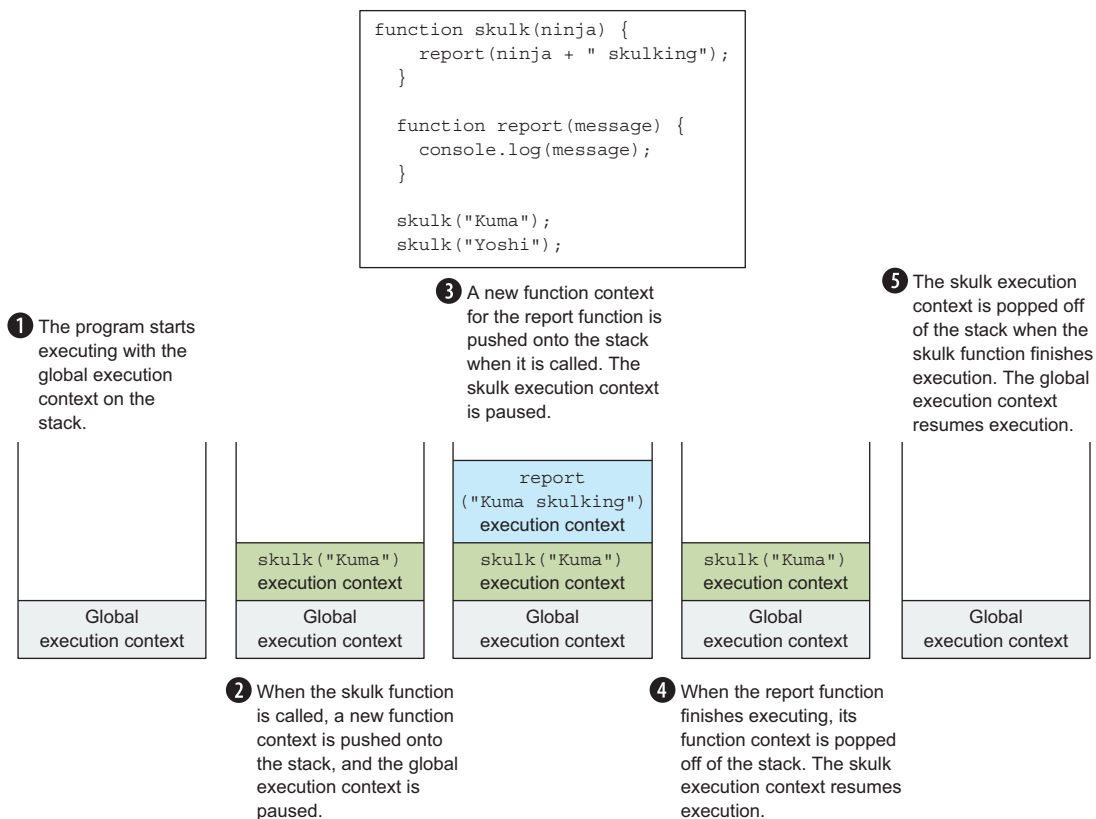 function skulk(ninja) {
report(ninja + " skulking");
}
function report(message) {
console.log(message);
}
skulk("Kuma");
skulk("Yoshi");
1 The program starts
executing with the
global execution
context on the
stack.
3 A new function context
for the report function is
pushed onto the stack
when it is called. The
skulk execution context
is paused.
5 The skulk execution
context is popped off
of the stack when the
skulk function finishes
execution. The global
execution context
resumes execution.
Global
execution context
skulk("Kuma")
execution context
Global
execution context
report
("Kuma skulking")
execution context
skulk("Kuma")
execution context
Global
execution context
skulk("Kuma")
execution context
Global
execution context
Global
execution context
2 When the skulk function
is called, a new function
context is pushed onto
the stack, and the global
execution context is
paused.
4 When the report function
finishes executing, its
function context is popped
off of the stack. The skulk
execution context resumes
execution.